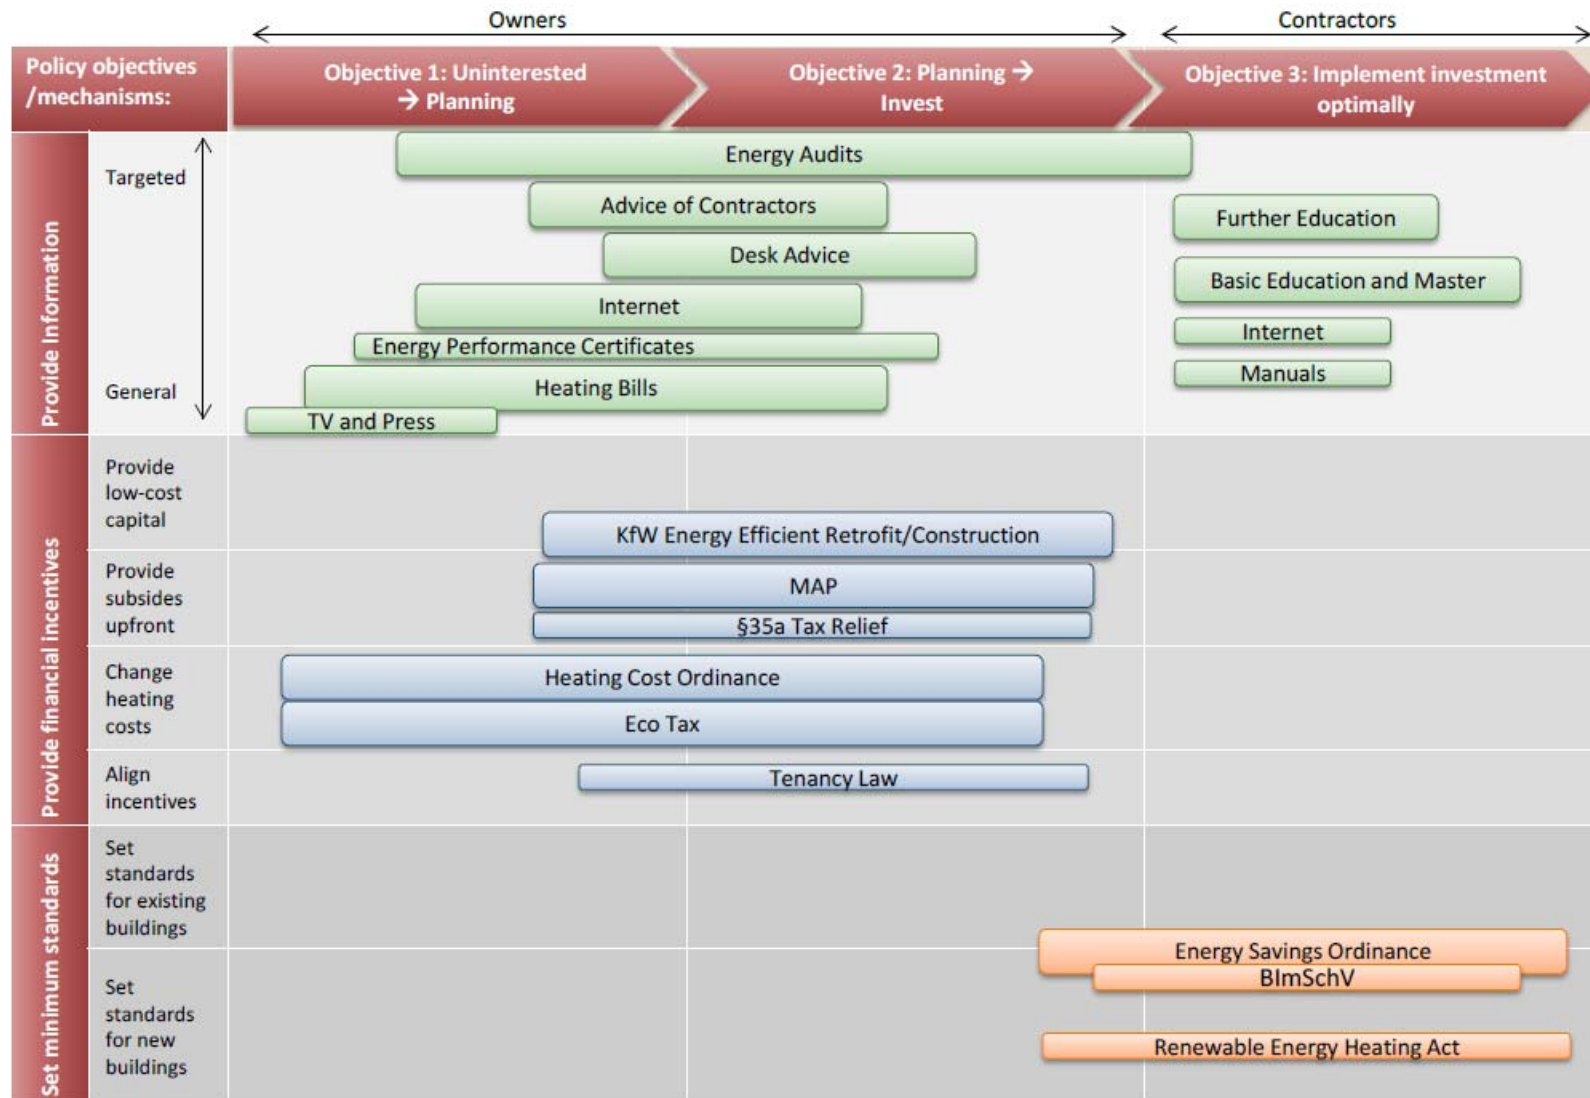 Owners
Contractors
Policy objectives
/mechanisms:
Objective 1: Uninterested
→ Planning
Objective 2: Planning →
Invest
Objective 3: Implement investment
optimally
Provide Information
Targeted
General
Energy Audits
Advice of Contractors
Desk Advice
Internet
Energy Performance Certificates
Heating Bills
TV and Press
Further Education
Basic Education and Master
Internet
Manuals
Provide financial incentives
Provide
low-cost
capital
KfW Energy Efficient Retrofit/Construction
Provide
subsides
upfront
MAP
§35a Tax Relief
Change
heating
costs
Heating Cost Ordinance
Eco Tax
Align
incentives
Tenancy Law
Set minimum standards
Set
standards
for existing
buildings
Energy Savings Ordinance
BImSchV
Set
standards
for new
buildings
Renewable Energy Heating Act